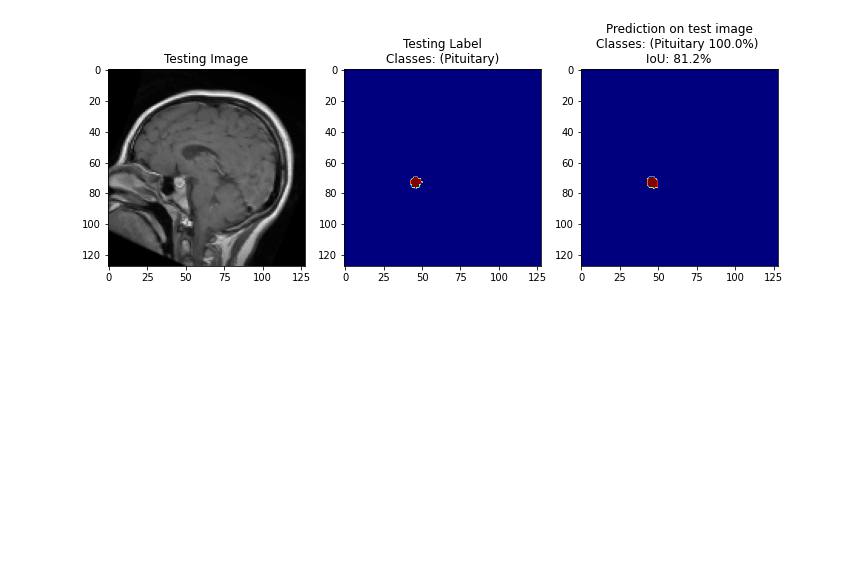 Testing Image
0
20
40
60
80
100
120
0 25 50 75 100 125
Testing Label
Classes: (Pituitary)
0
20
40
60
80
100
120
0 25 50 75 100 125
Prediction on test image
Classes: (Pituitary 100.0%)
IoU: 81.2%
0
20
40
60
80
100
120
0 25 50 75 100 125